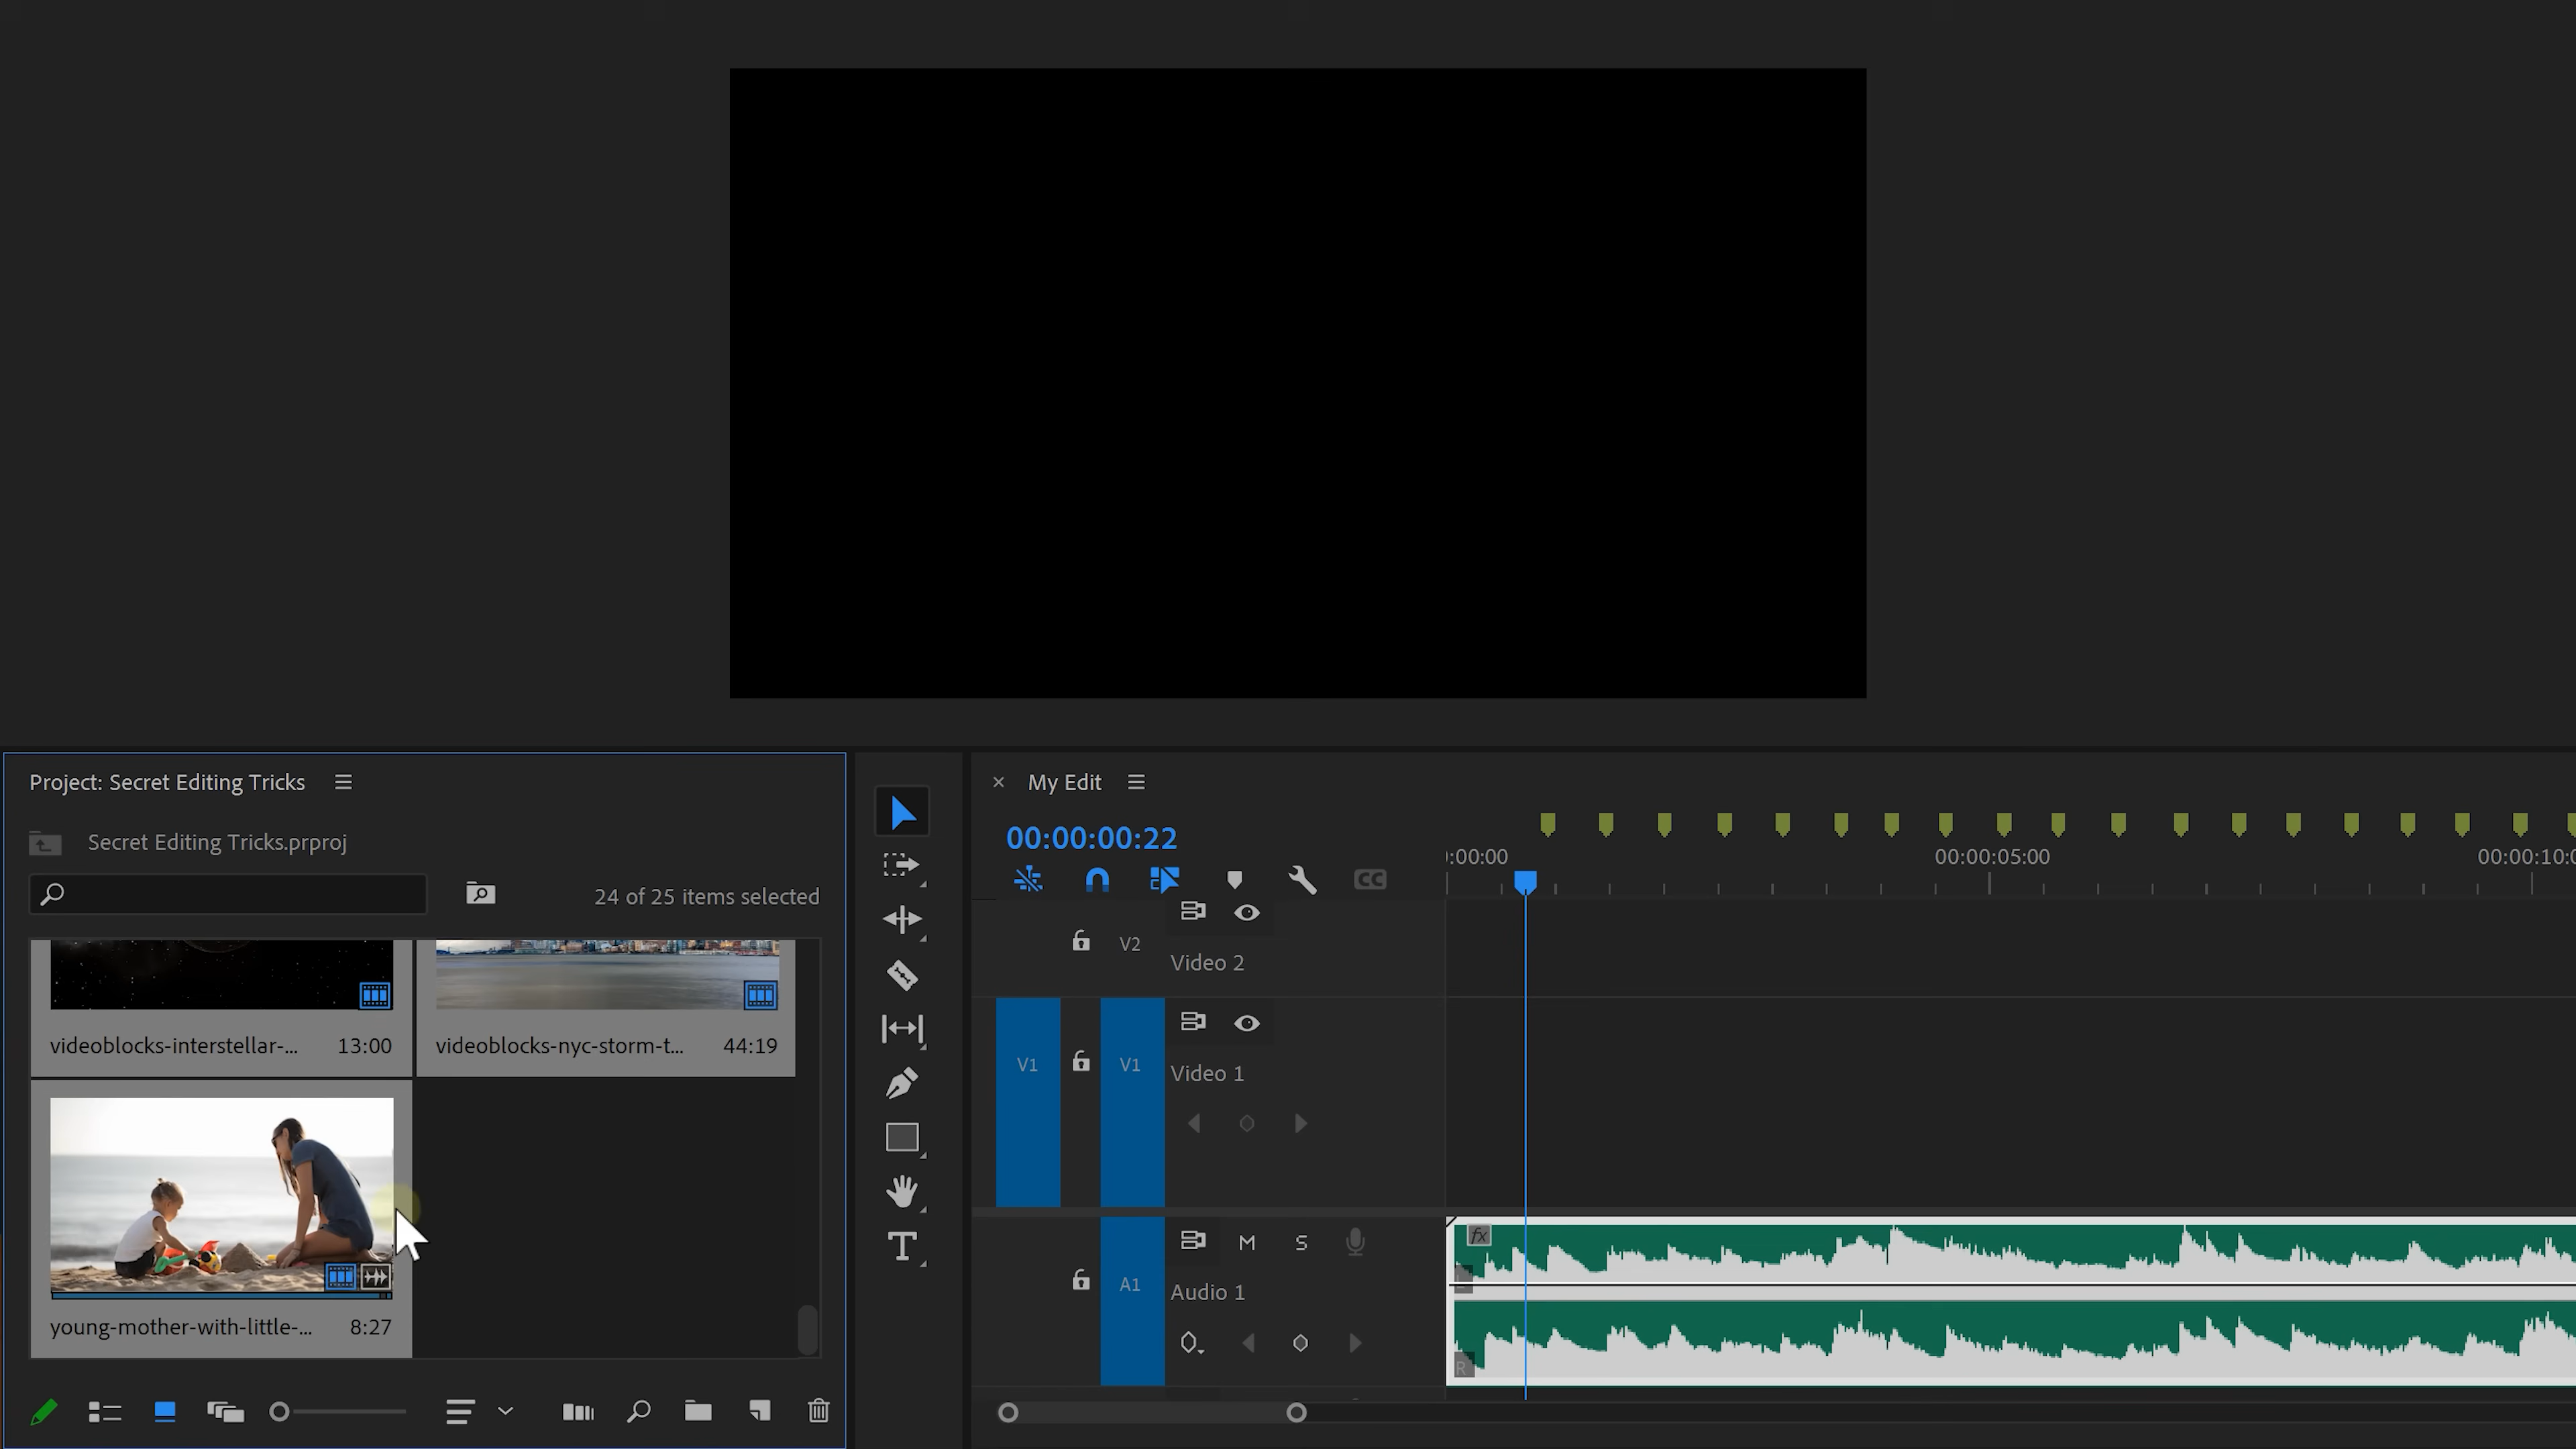 Project: Secret Editing Tricks
Secret Editing Tricks.prproj
24 of 25 items selected
videoblocks-interstellar-... 13:00
videoblocks-nyc-storm-t... 44:19
young-mother-with-little-... 8:27
T
My Edit
00:00:00:22
CC
:00:00
00:00:05:00
00:00:10:0
V2
Video 2
V1
V1
Video 1
M
S
A1
Audio 1
fx
R